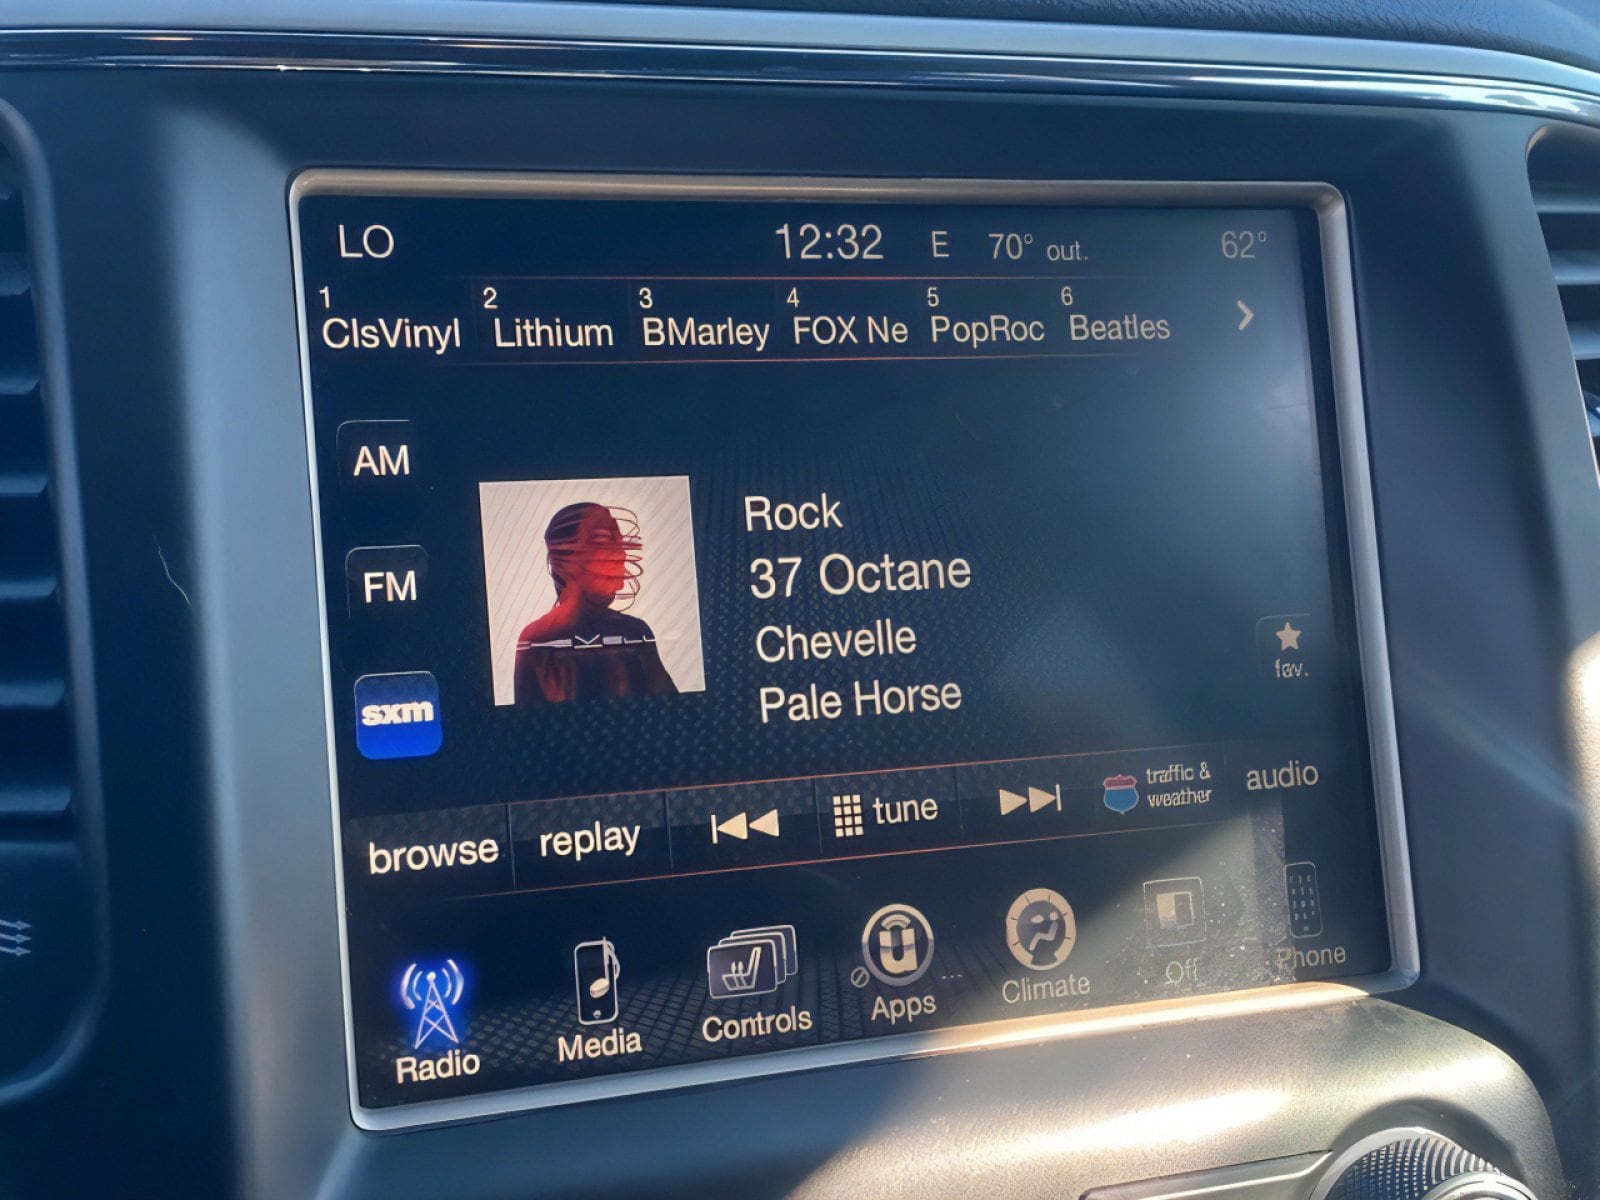 LO 12:32 E 70° out. 62°
1 2 3 4 5 6
ClsVinyl Lithium BMarley FOX Ne PopRoc Beatles
AM
FM
sxm
Rock
37 Octane
Chevelle
Pale Horse
fav.
browse replay tune traffic & weather audio
Radio Media Controls Apps Climate Off Phone